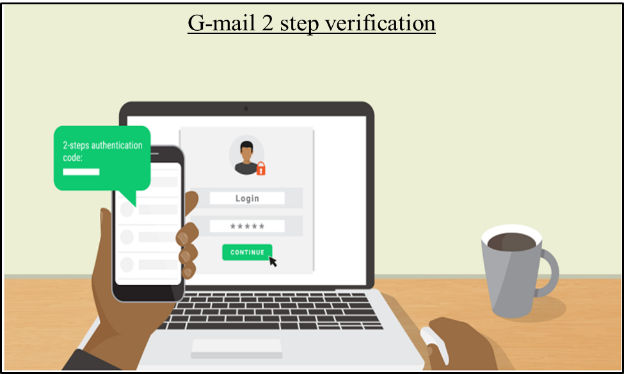 G-mail 2 step verification
2-steps authentication
code:
Login
*****
CONTINUE